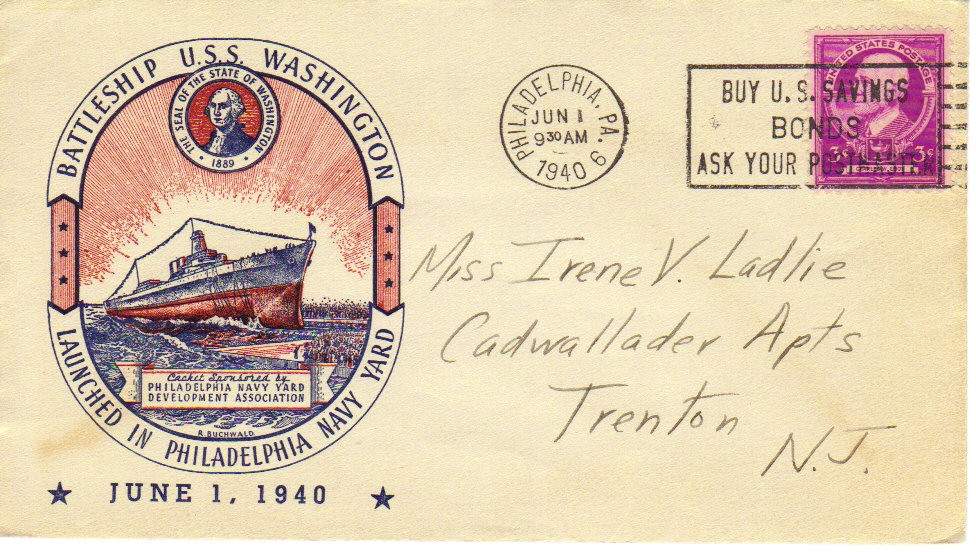 BATTLESHIP U.S.S. WASHINGTON
THE SEAL OF THE STATE OF WASHINGTON
1889
Cachet Sponsored by
PHILADELPHIA NAVY YARD
DEVELOPMENT ASSOCIATION
R. BUCHWALD
LAUNCHED IN PHILADELPHIA NAVY YARD
JUNE 1, 1940
PHILADELPHIA, PA. 6
JUN 1
9 30 AM
1940
BUY U.S. SAVINGS
BONDS
ASK YOUR POSTMASTER
UNITED STATES POSTAGE
3¢ 3¢
Miss Irene V. Ladlie
Cadwallader Apts
Trenton
N.J.